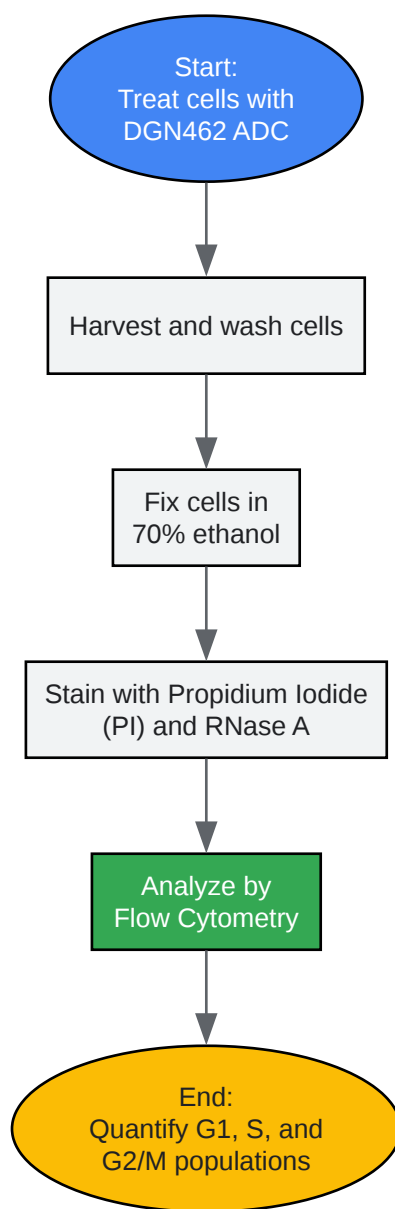 Start:
Treat cells with
DGN462 ADC
Harvest and wash cells
Fix cells in
70% ethanol
Stain with Propidium Iodide
(PI) and RNase A
Analyze by
Flow Cytometry
End:
Quantify G1, S, and
G2/M populations